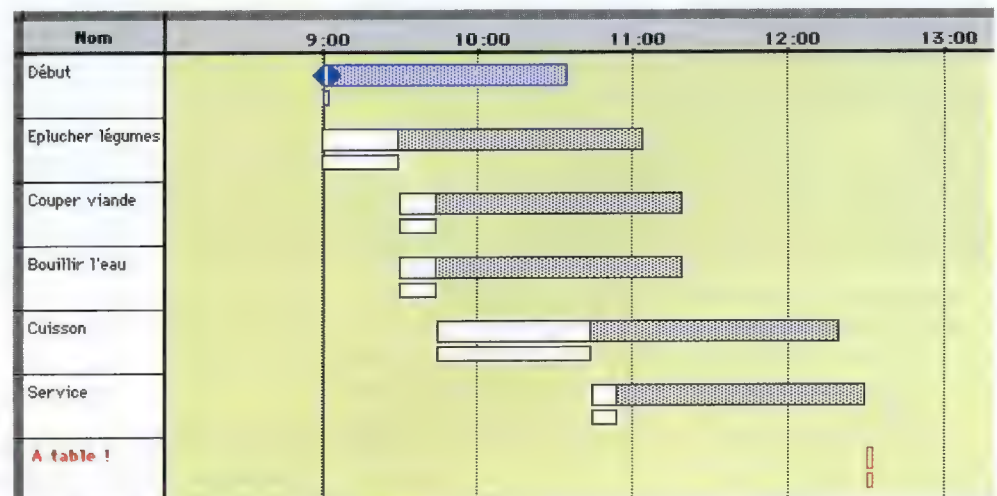 Nom 9:00 10:00 11:00 12:00 13:00
Début
Eplucher légumes
Couper viande
Bouillir l'eau
Cuisson
Service
A table !